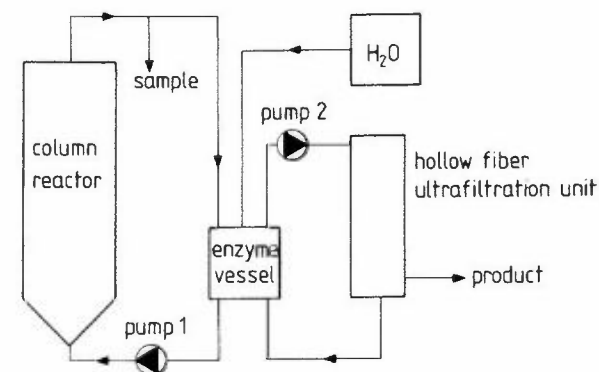 H₂O
sample
pump 2
column
reactor
hollow fiber
ultrafiltration unit
enzyme
vessel
product
pump 1